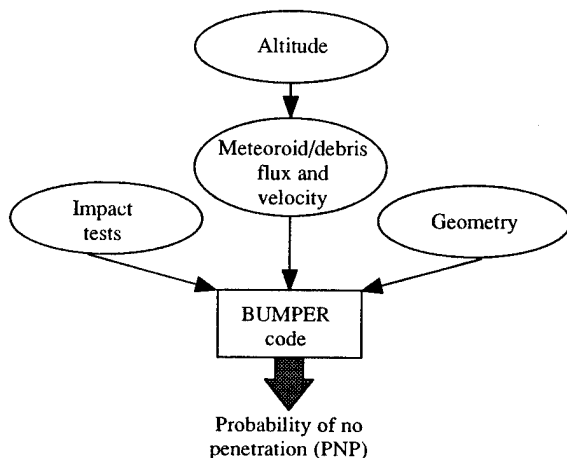 Altitude
Meteoroid/debris
flux and
velocity
Impact
tests
Geometry
BUMPER
code
Probability of no
penetration (PNP)